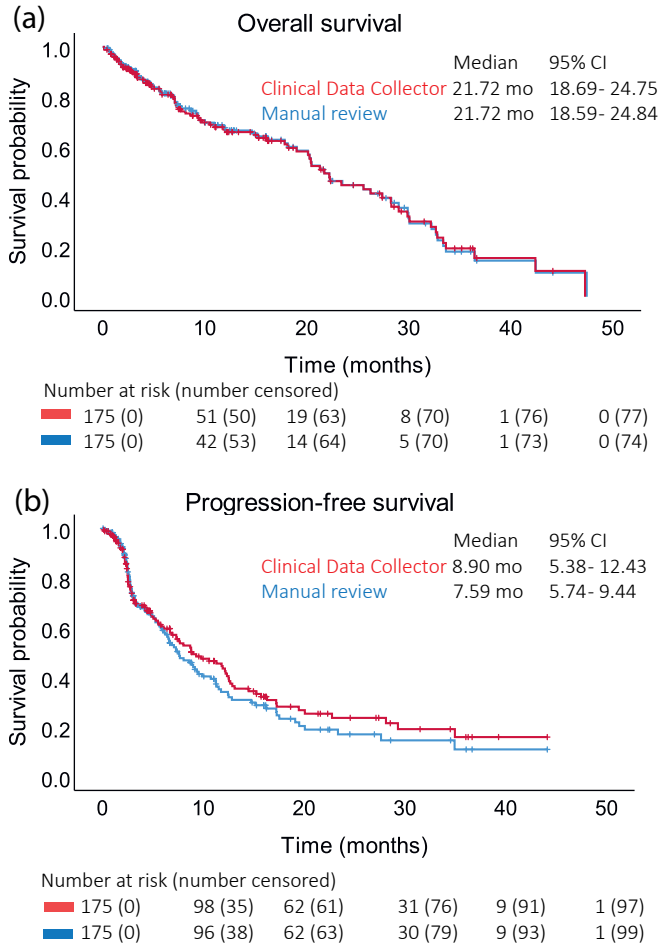 (a)
Overall survival
Median 95% CI
Clinical Data Collector 21.72 mo 18.69- 24.75
Manual review 21.72 mo 18.59- 24.84
Survival probability
1.0
0.8
0.6
0.4
0.2
0.0
0 10 20 30 40 50
Time (months)
Number at risk (number censored)
175 (0) 51 (50) 19 (63) 8 (70) 1 (76) 0 (77)
175 (0) 42 (53) 14 (64) 5 (70) 1 (73) 0 (74)
(b)
Progression-free survival
Median 95% CI
Clinical Data Collector 8.90 mo 5.38- 12.43
Manual review 7.59 mo 5.74- 9.44
Survival probability
1.0
0.8
0.6
0.4
0.2
0.0
0 10 20 30 40 50
Time (months)
Number at risk (number censored)
175 (0) 98 (35) 62 (61) 31 (76) 9 (91) 1 (97)
175 (0) 96 (38) 62 (63) 30 (79) 9 (93) 1 (99)